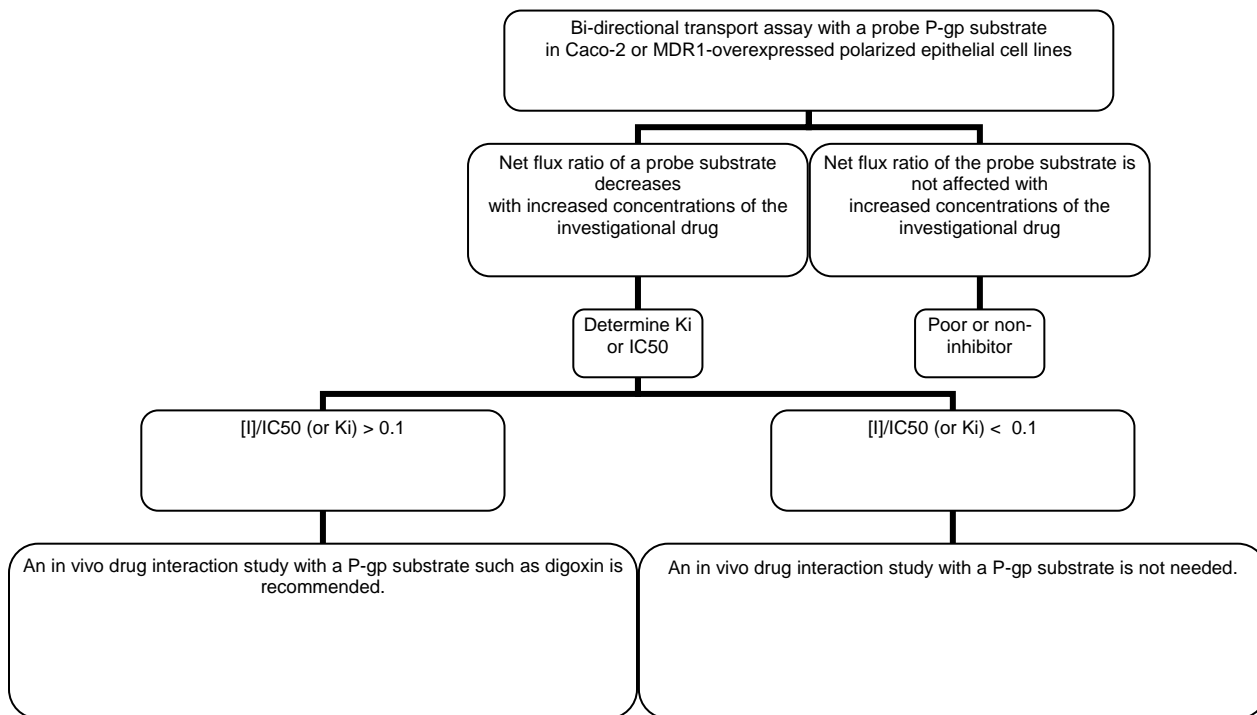 Bi-directional transport assay with a probe P-gp substrate
in Caco-2 or MDR1-overexpressed polarized epithelial cell lines
Net flux ratio of a probe substrate
decreases
with increased concentrations of the
investigational drug
Net flux ratio of the probe substrate is
not affected with
increased concentrations of the
investigational drug
Determine Ki
or IC50
Poor or non-
inhibitor
[I]/IC50 (or Ki) > 0.1
[I]/IC50 (or Ki) < 0.1
An in vivo drug interaction study with a P-gp substrate such as digoxin is
recommended.
An in vivo drug interaction study with a P-gp substrate is not needed.